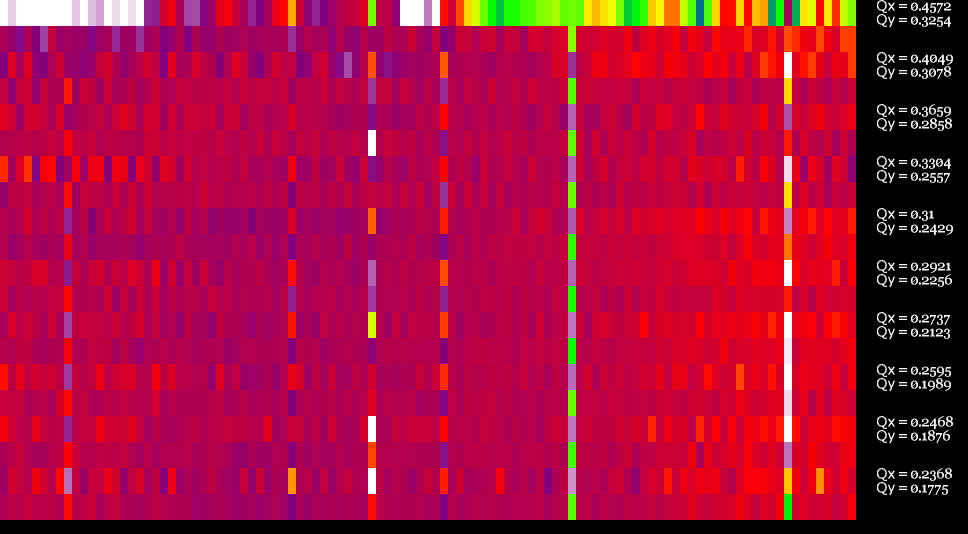 Qx = 0.4572
Qy = 0.3254
Qx = 0.4049
Qy = 0.3078
Qx = 0.3659
Qy = 0.2858
Qx = 0.3304
Qy = 0.2557
Qx = 0.31
Qy = 0.2429
Qx = 0.2921
Qy = 0.2256
Qx = 0.2737
Qy = 0.2123
Qx = 0.2595
Qy = 0.1989
Qx = 0.2468
Qy = 0.1876
Qx = 0.2368
Qy = 0.1775